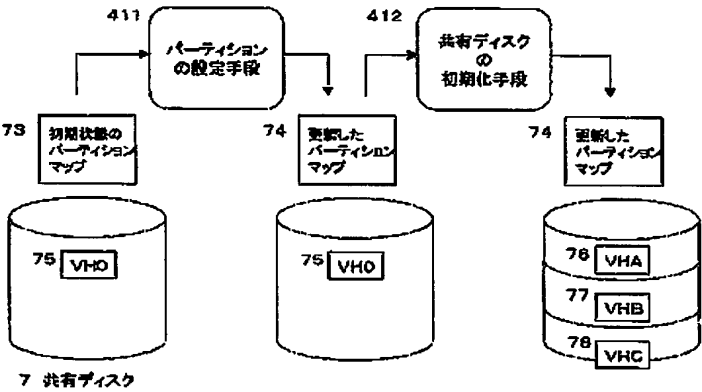 411
パーティション
の設定手段
412
共有ディスク
の
初期化手段
73
初期状態の
パーティション
マップ
74
更新した
パーティション
マップ
74
更新した
パーティション
マップ
75
VHO
75
VHO
76
VHA
77
VHB
78
VHC
7 共有ディスク